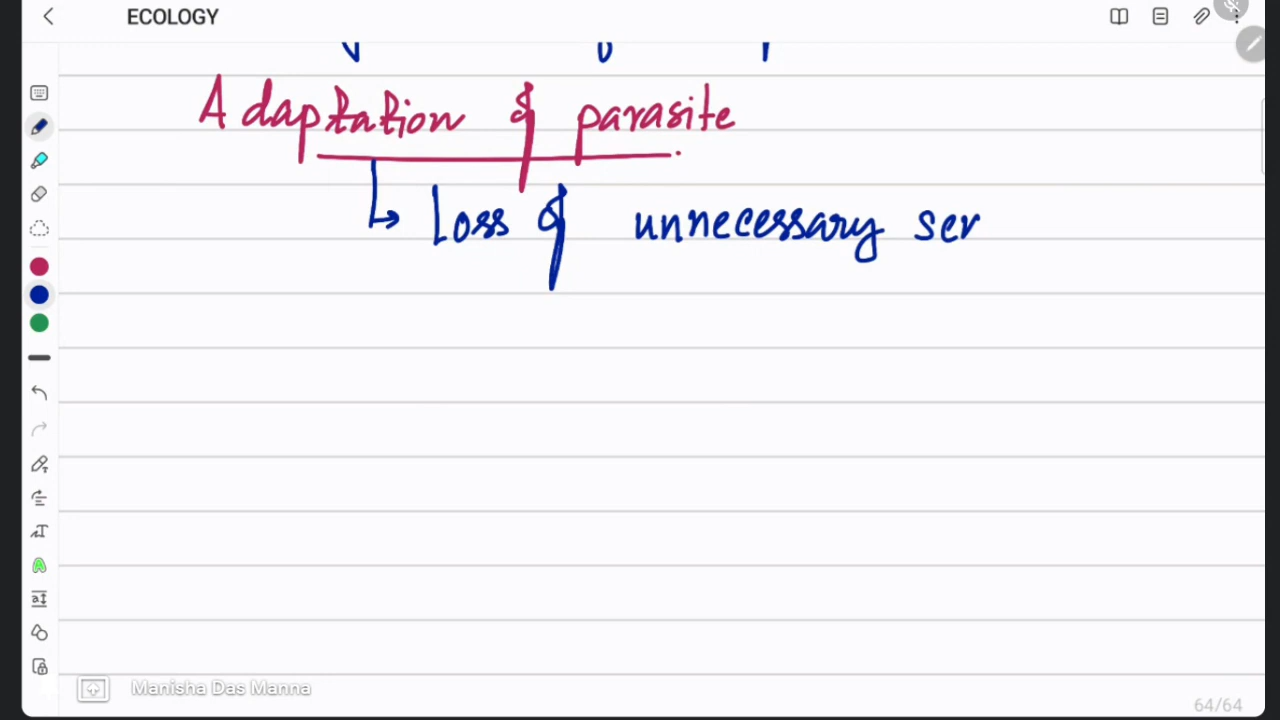 ECOLOGY
Adaptation of parasite
↳ Loss of unnecessary ser
Manisha Das Manna
64/64